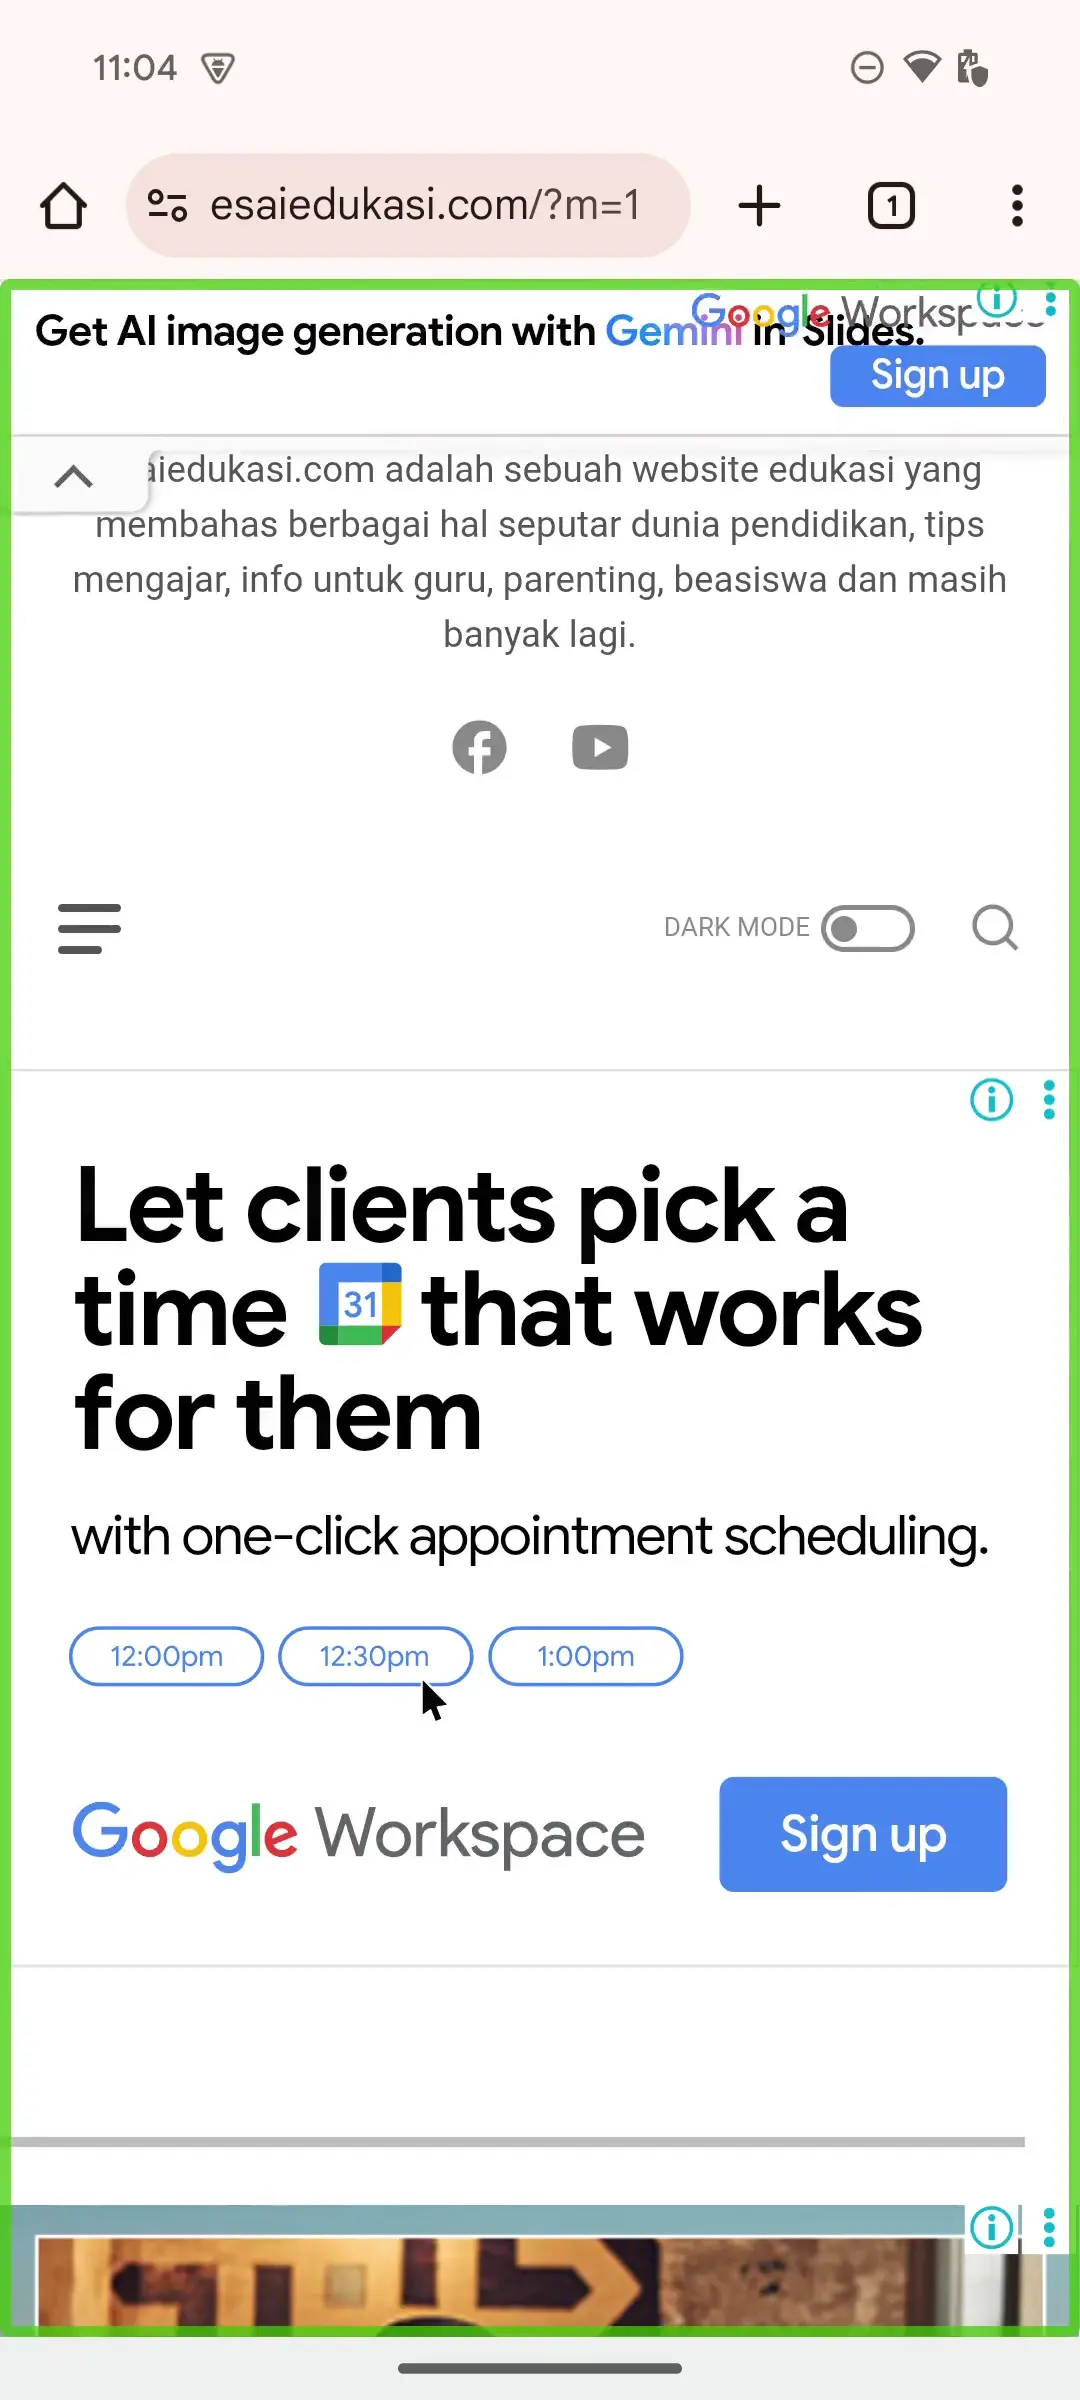 11:04
esaiedukasi.com/?m=1
1
Get AI image generation with Gemini in Slides.
Google Workspace
Sign up
aiedukasi.com adalah sebuah website edukasi yang
membahas berbagai hal seputar dunia pendidikan, tips
mengajar, info untuk guru, parenting, beasiswa dan masih
banyak lagi.
DARK MODE
Let clients pick a
time 31 that works
for them
with one-click appointment scheduling.
12:00pm 12:30pm 1:00pm
Google Workspace
Sign up